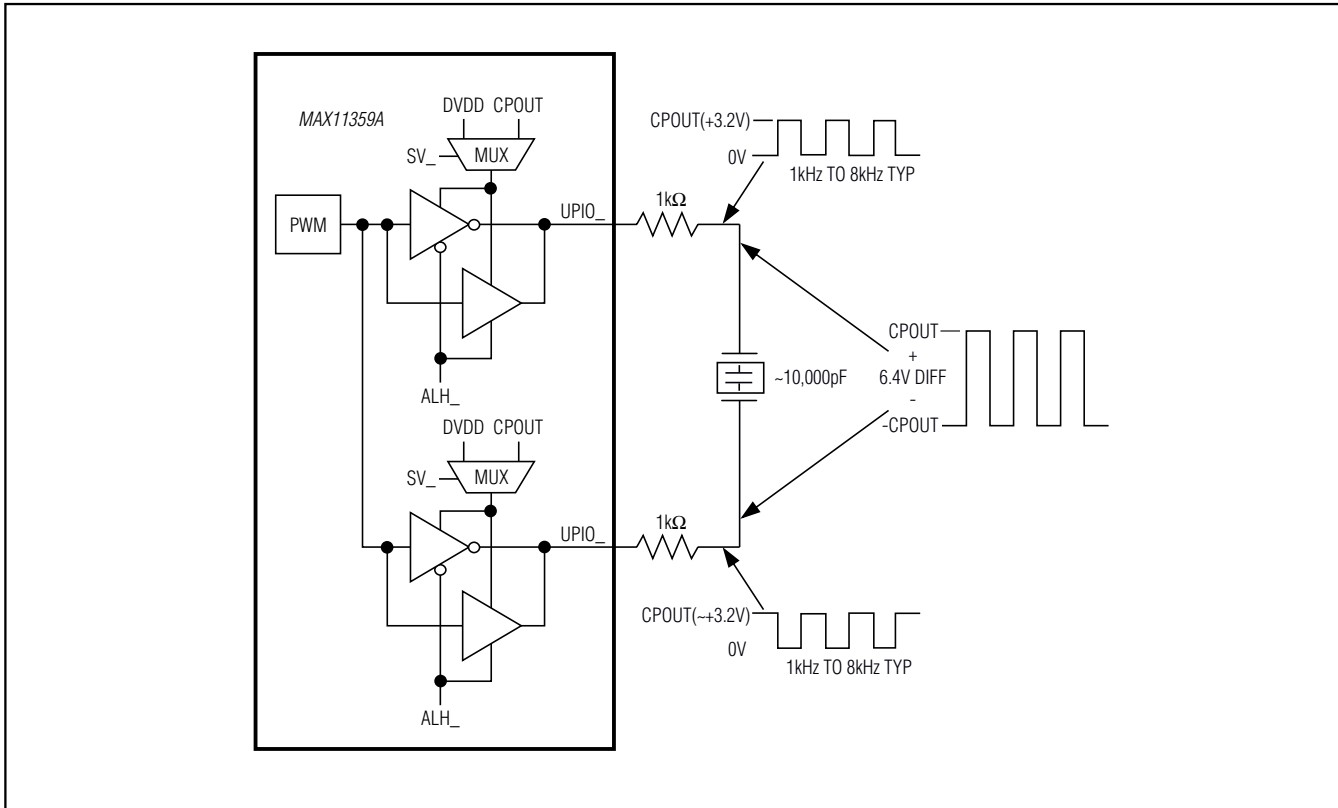 MAX11359A
DVDD CPOUT
SV_
MUX
PWM
UPIO_
1kΩ
ALH_
CPOUT(+3.2V)
0V
1kHz TO 8kHz TYP
~10,000pF
CPOUT
+
6.4V DIFF
-
-CPOUT
DVDD CPOUT
SV_
MUX
UPIO_
1kΩ
ALH_
CPOUT(~+3.2V)
0V
1kHz TO 8kHz TYP